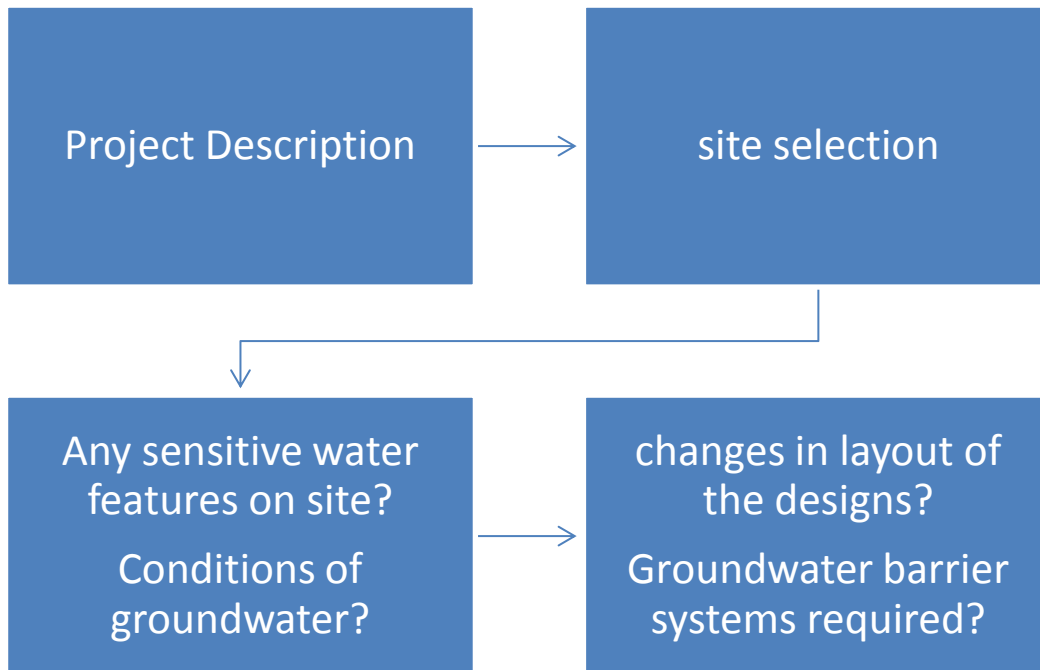 Project Description
site selection
Any sensitive water
features on site?
Conditions of
groundwater?
changes in layout of
the designs?
Groundwater barrier
systems required?